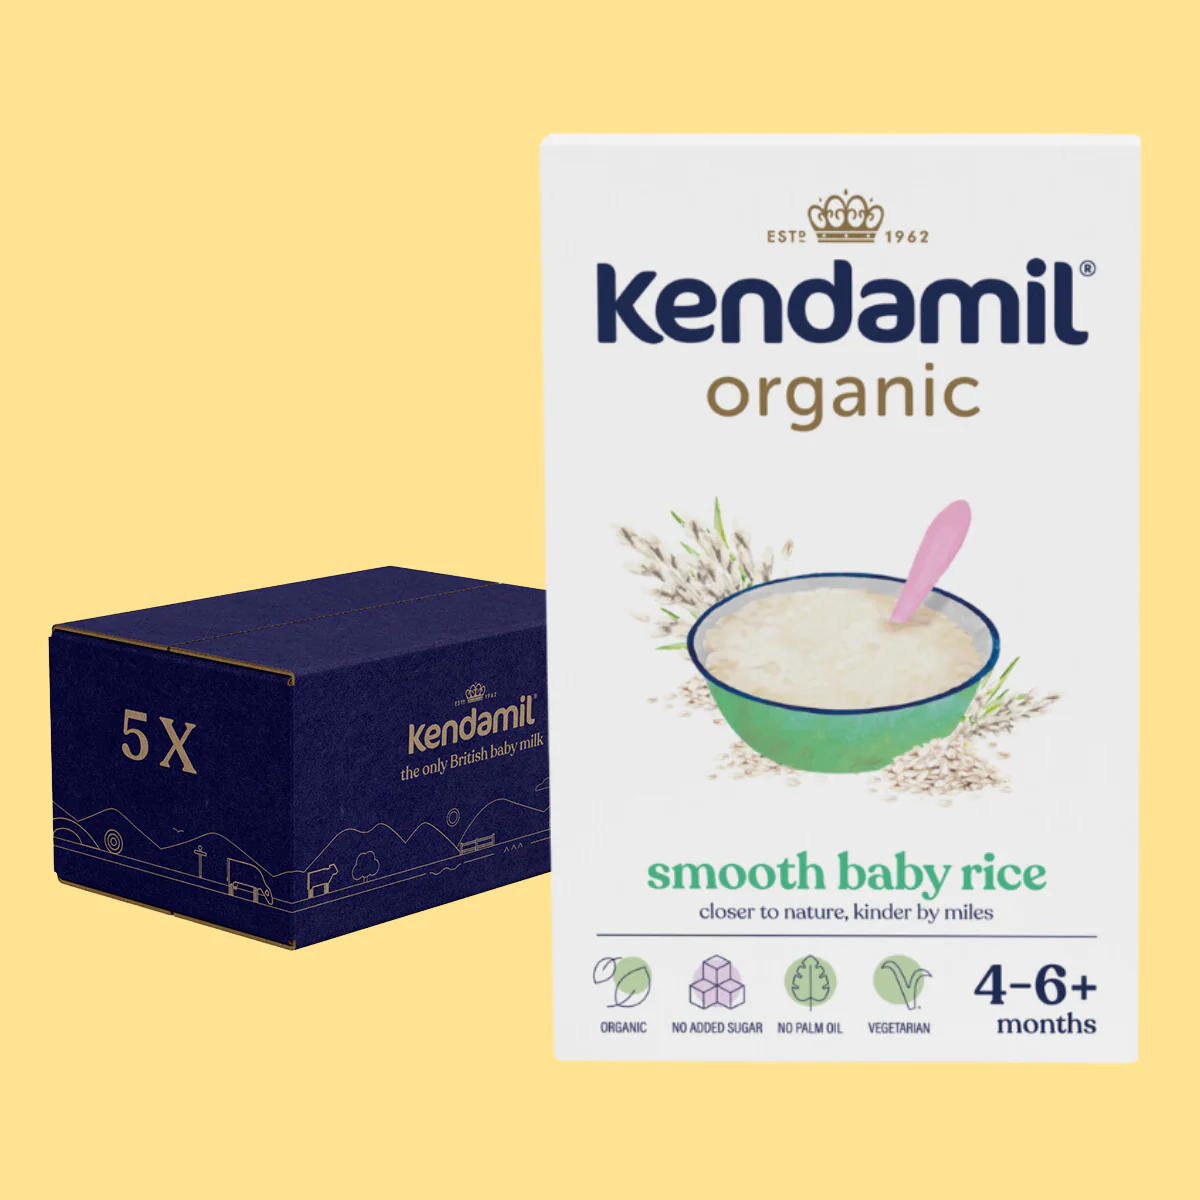 5X
ESTD 1962
Kendamil®
the only British baby milk
ESTD 1962
Kendamil®
organic
smooth baby rice
closer to nature, kinder by miles
ORGANIC
NO ADDED SUGAR
NO PALM OIL
VEGETARIAN
4-6+
months